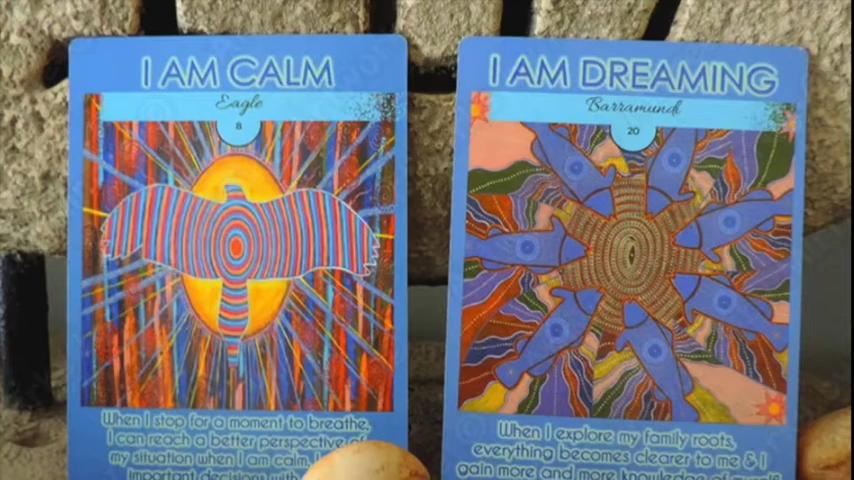 I AM CALM
Eagle
8
When I stop for a moment to breathe,
I can reach a better perspective of
my situation when I am calm. I
important decisions with
I AM DREAMING
Barramundi
20
When I explore my family roots,
everything becomes clearer to me & I
gain more and more knowledge of